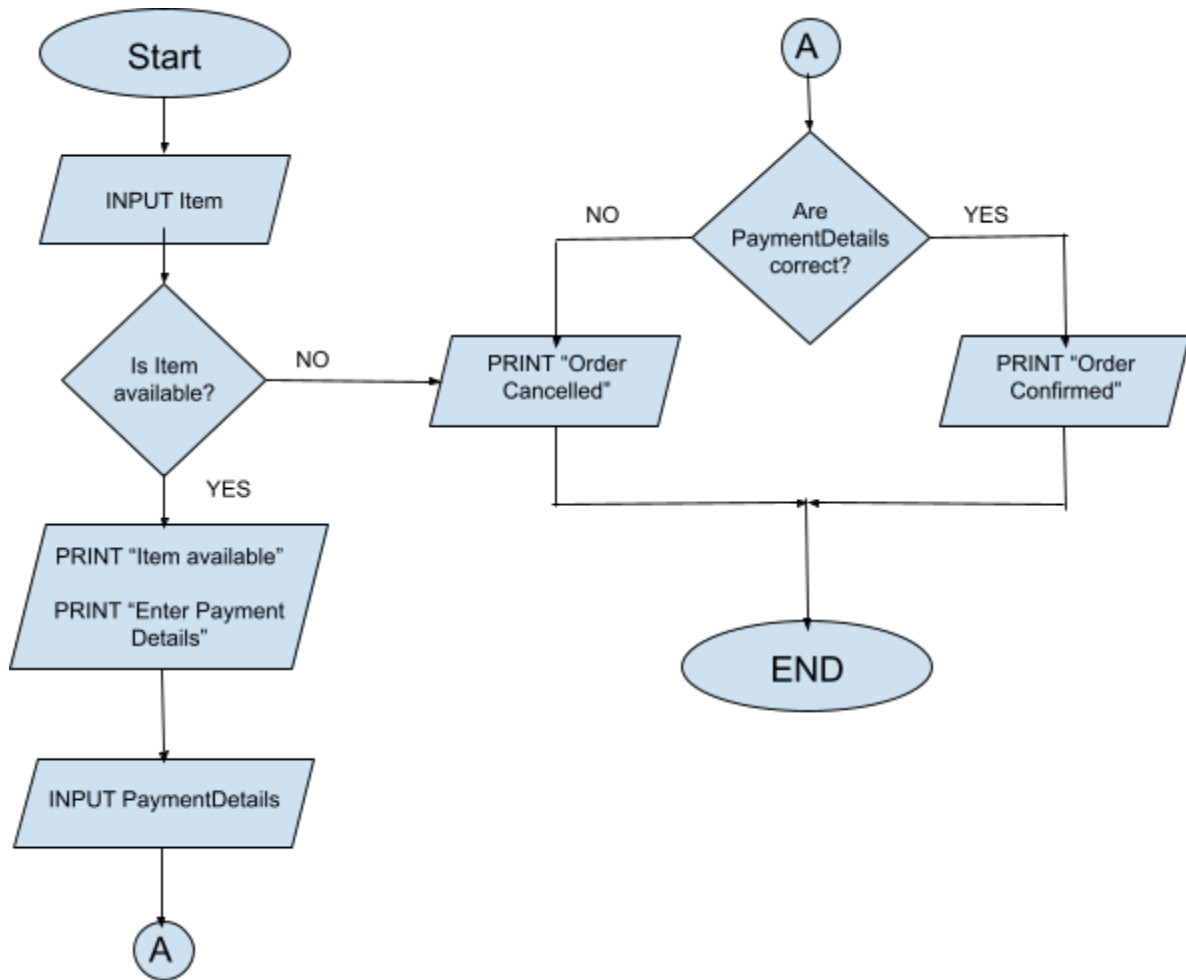 Start
INPUT Item
Is Item
available?
NO
YES
PRINT “Item available”
PRINT “Enter Payment
Details”
INPUT PaymentDetails
A
A
Are
PaymentDetails
correct?
NO
YES
PRINT “Order
Cancelled”
PRINT “Order
Confirmed”
END